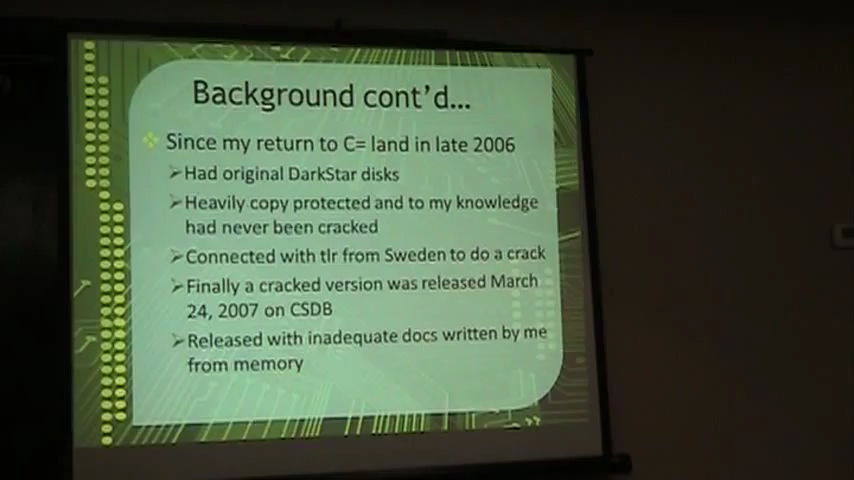 Background cont'd...
Since my return to C= land in late 2006
Had original DarkStar disks
Heavily copy protected and to my knowledge
had never been cracked
Connected with tlr from Sweden to do a crack
Finally a cracked version was released March
24, 2007 on CSDB
Released with inadequate docs written by me
from memory